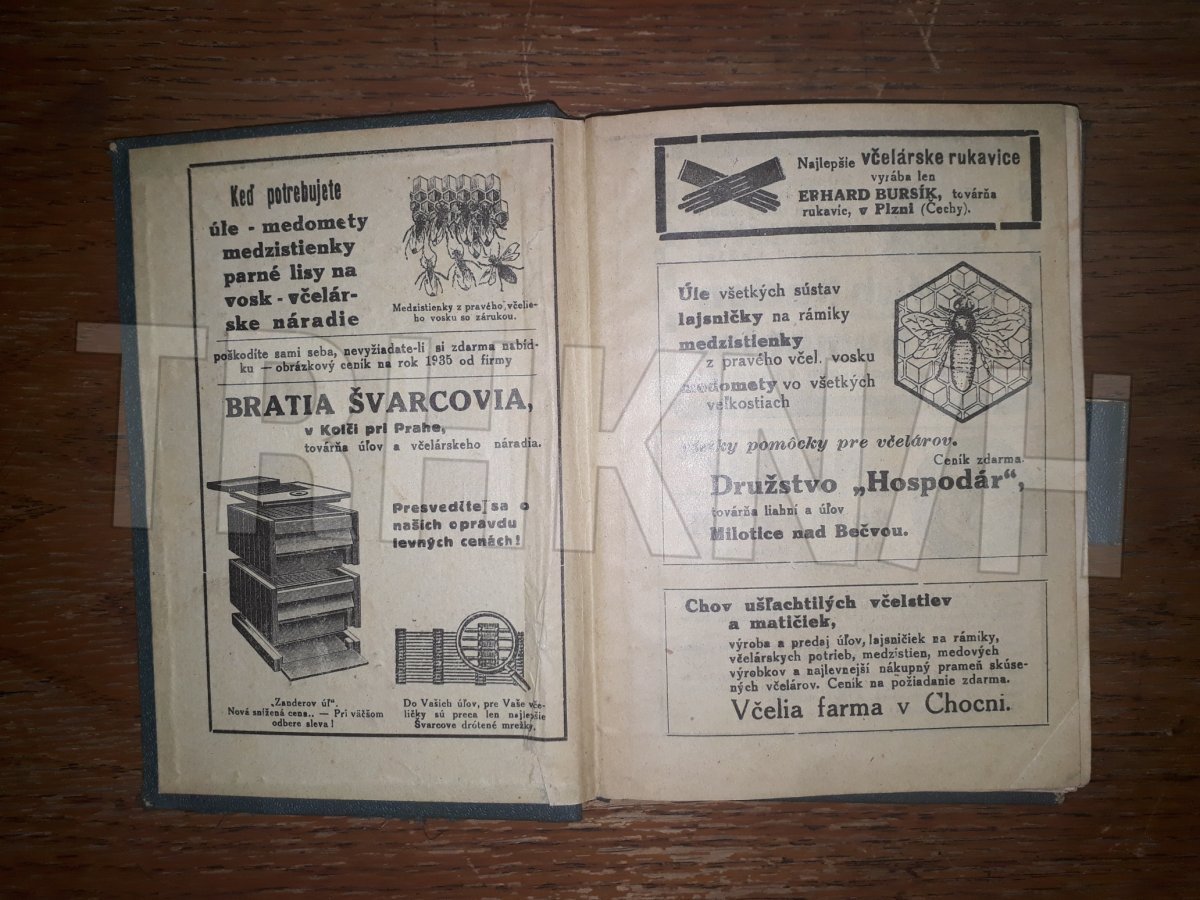 Keď potrebujete
úle - medomety
medzistienky
parné lisy na
vosk - včelár-
ske náradie
Medzistienky z pravého včelie-
ho vosku so zárukou.
poškodíte sami seba, nevyžiadate-li si zdarma nabíd-
ku — obrázkový ceník na rok 1935 od firmy
BRATIA ŠVARCOVIA,
v Kolči pri Prahe,
továrňa úľov a včelárskeho náradia.
Presvedčte sa o
našich opravdu
levných cenách!
„Zanderov úľ“.
Nová snížená cena.. — Pri väčšom
odbere sleva!
Do Vašich úľov, pre Vaše vče-
ličky sú preca len najlepšie
Švarcove drôtené mrežky.
Najlepšie včelárske rukavice
vyrába len
ERHARD BURSÍK, továrňa
rukavic, v Plzni (Čechy).
Úle všetkých sústav
lajsničky na rámiky
medzistienky
z pravého včel. vosku
medomety vo všetkých
veľkostiach
všetky pomôcky pre včelárov.
Ceník zdarma.
Družstvo „Hospodár“,
továrňa liahní a úľov
Milotice nad Bečvou.
Chov ušľachtilých včelstiev
a matičiek,
výroba a predaj úľov, lajsničiek na rámiky,
včelárskych potrieb, medzistien, medových
výrobkov a najlevnejší nákupný prameň skúse-
ných včelárov. Ceník na požiadanie zdarma.
Včelia farma v Chocni.